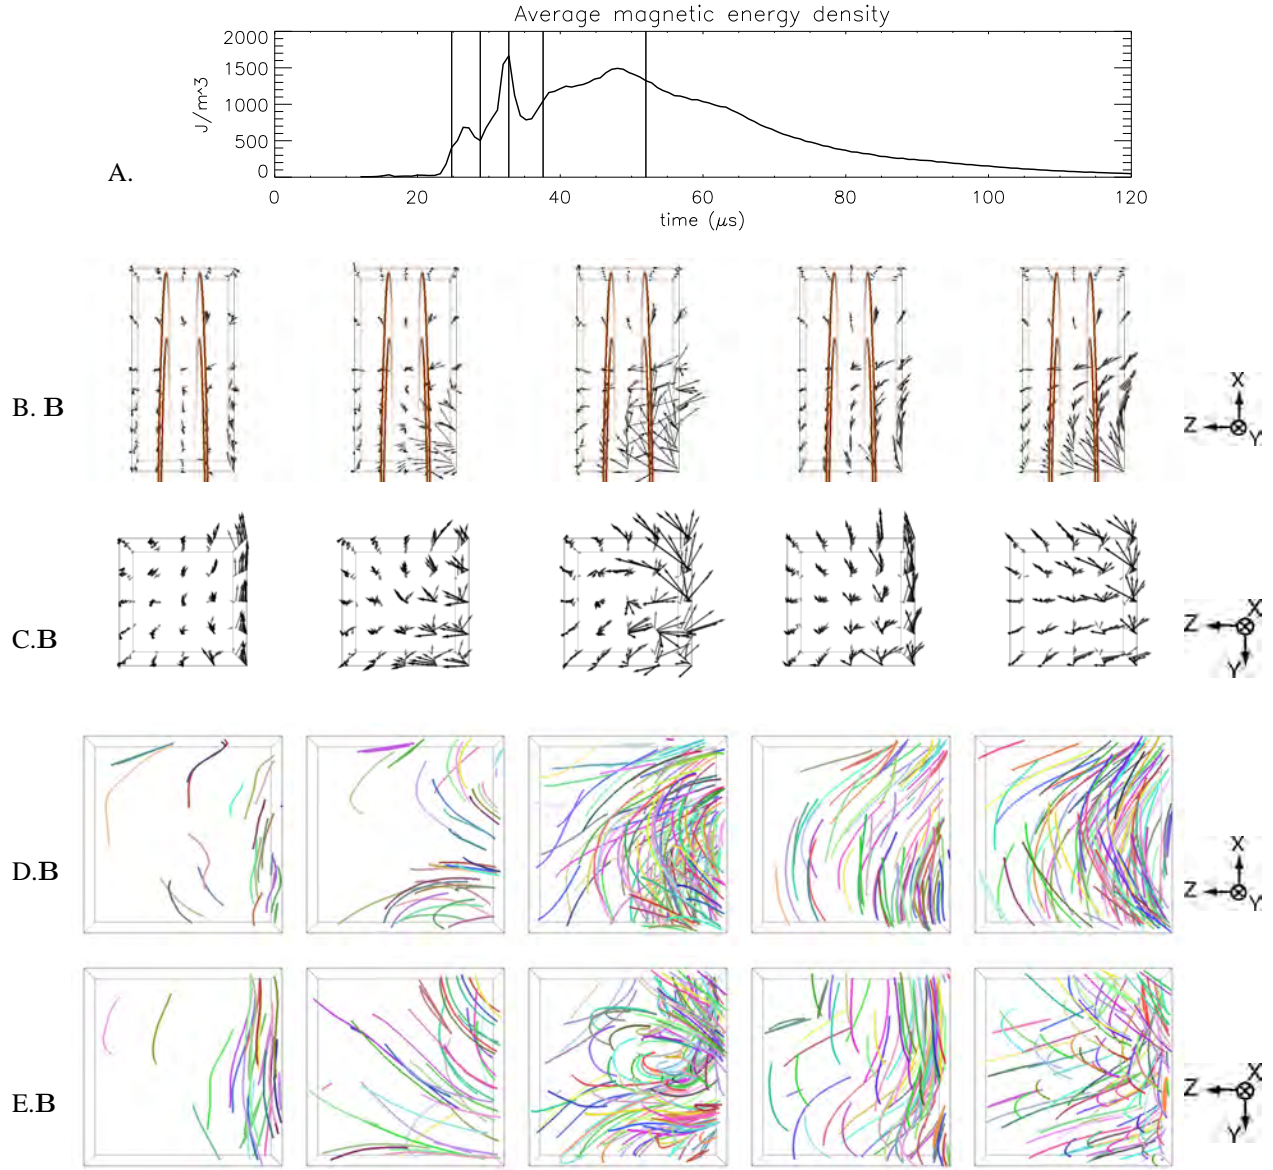 Average magnetic energy density
2000
1500
1000
500
0
J/m^3
A.
0 20 40 60 80 100 120
time (μs)
B. B
X
Z
Y
C.B
X
Z
Y
D.B
X
Z
Y
E.B
X
Z
Y